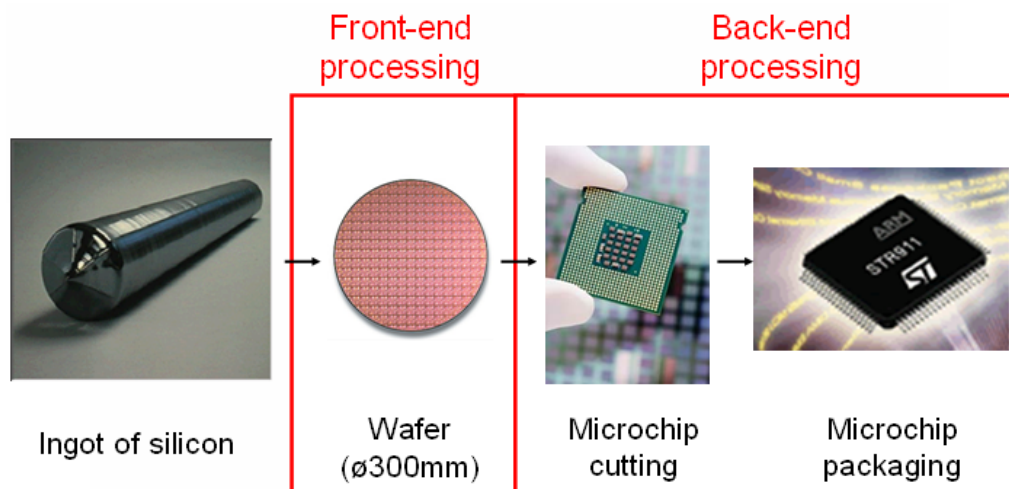 Front-end
processing
Back-end
processing
ARM
STR911
ST
Ingot of silicon
Wafer
(ø300mm)
Microchip
cutting
Microchip
packaging